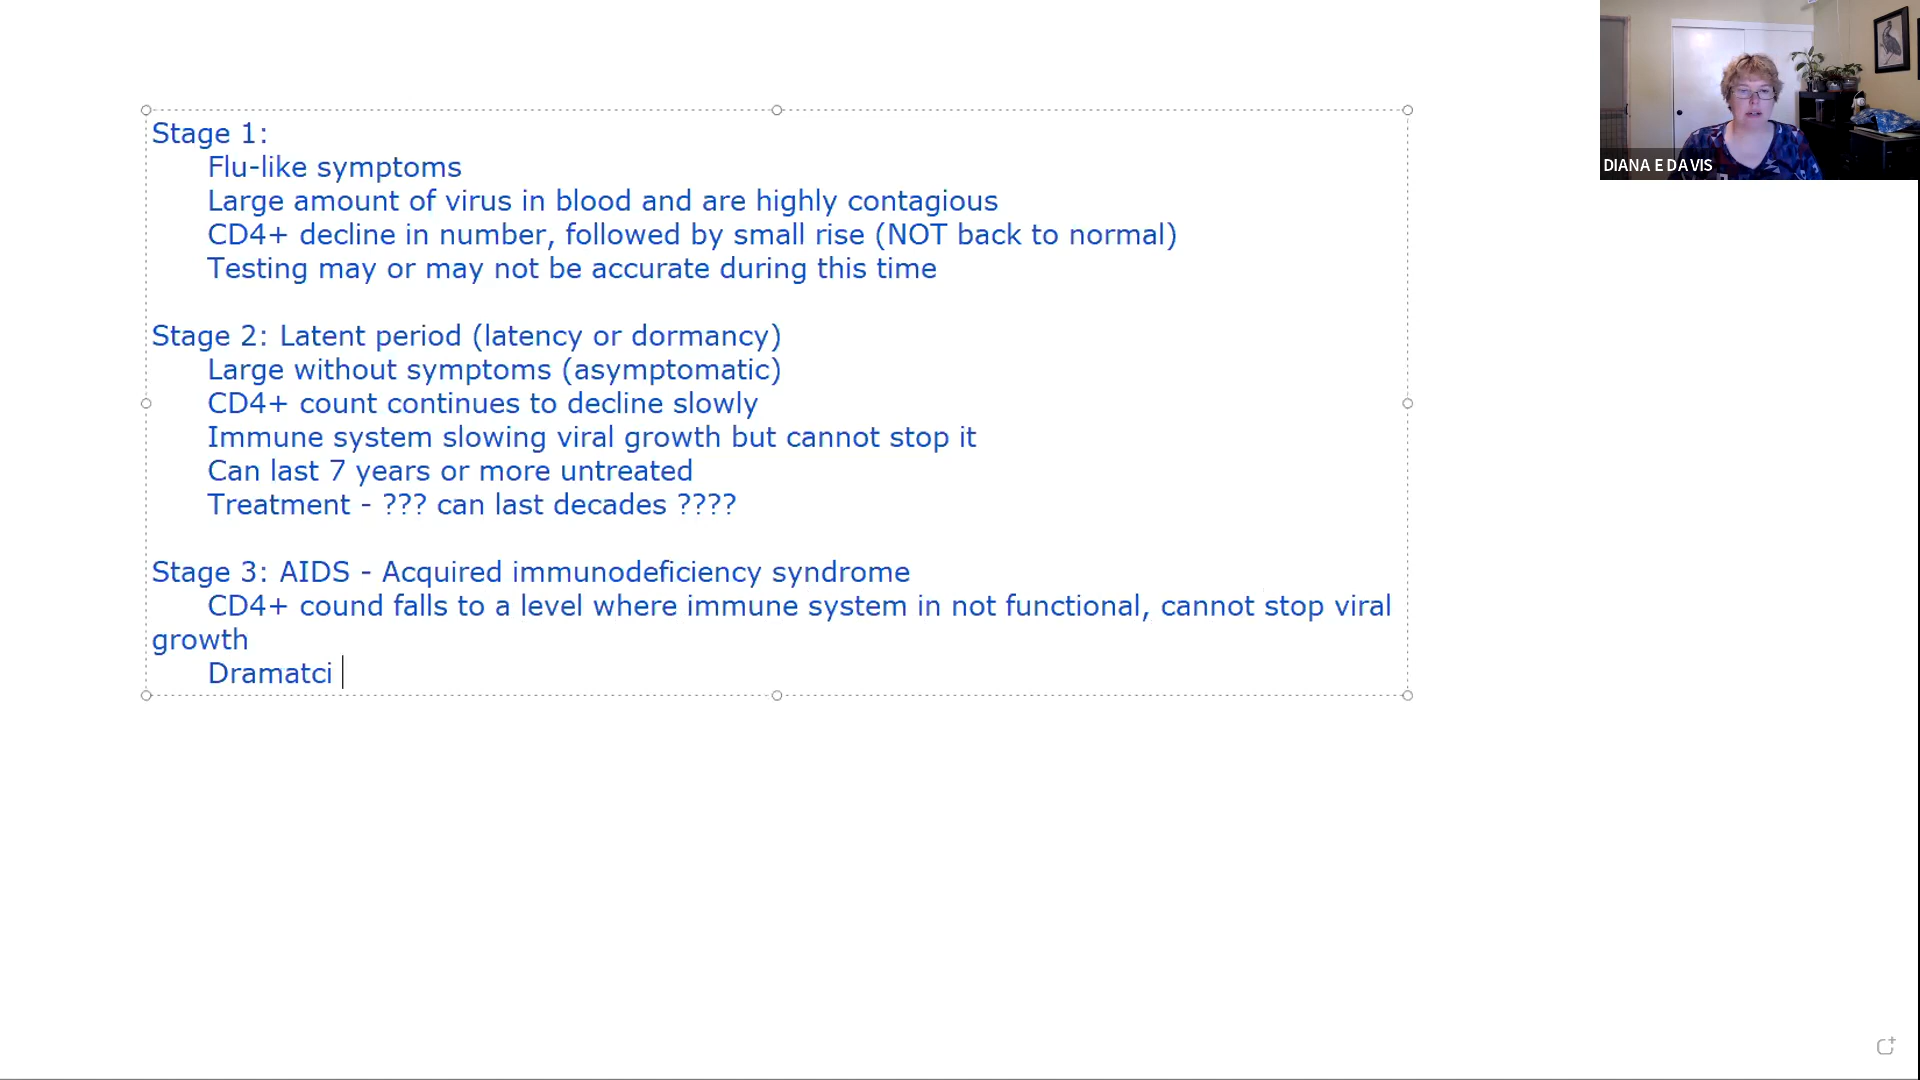 Stage 1:
Flu-like symptoms
Large amount of virus in blood and are highly contagious
CD4+ decline in number, followed by small rise (NOT back to normal)
Testing may or may not be accurate during this time
Stage 2: Latent period (latency or dormancy)
Large without symptoms (asymptomatic)
CD4+ count continues to decline slowly
Immune system slowing viral growth but cannot stop it
Can last 7 years or more untreated
Treatment - ??? can last decades ????
Stage 3: AIDS - Acquired immunodeficiency syndrome
CD4+ cound falls to a level where immune system in not functional, cannot stop viral
growth
Dramatci
DIANA E DAVIS